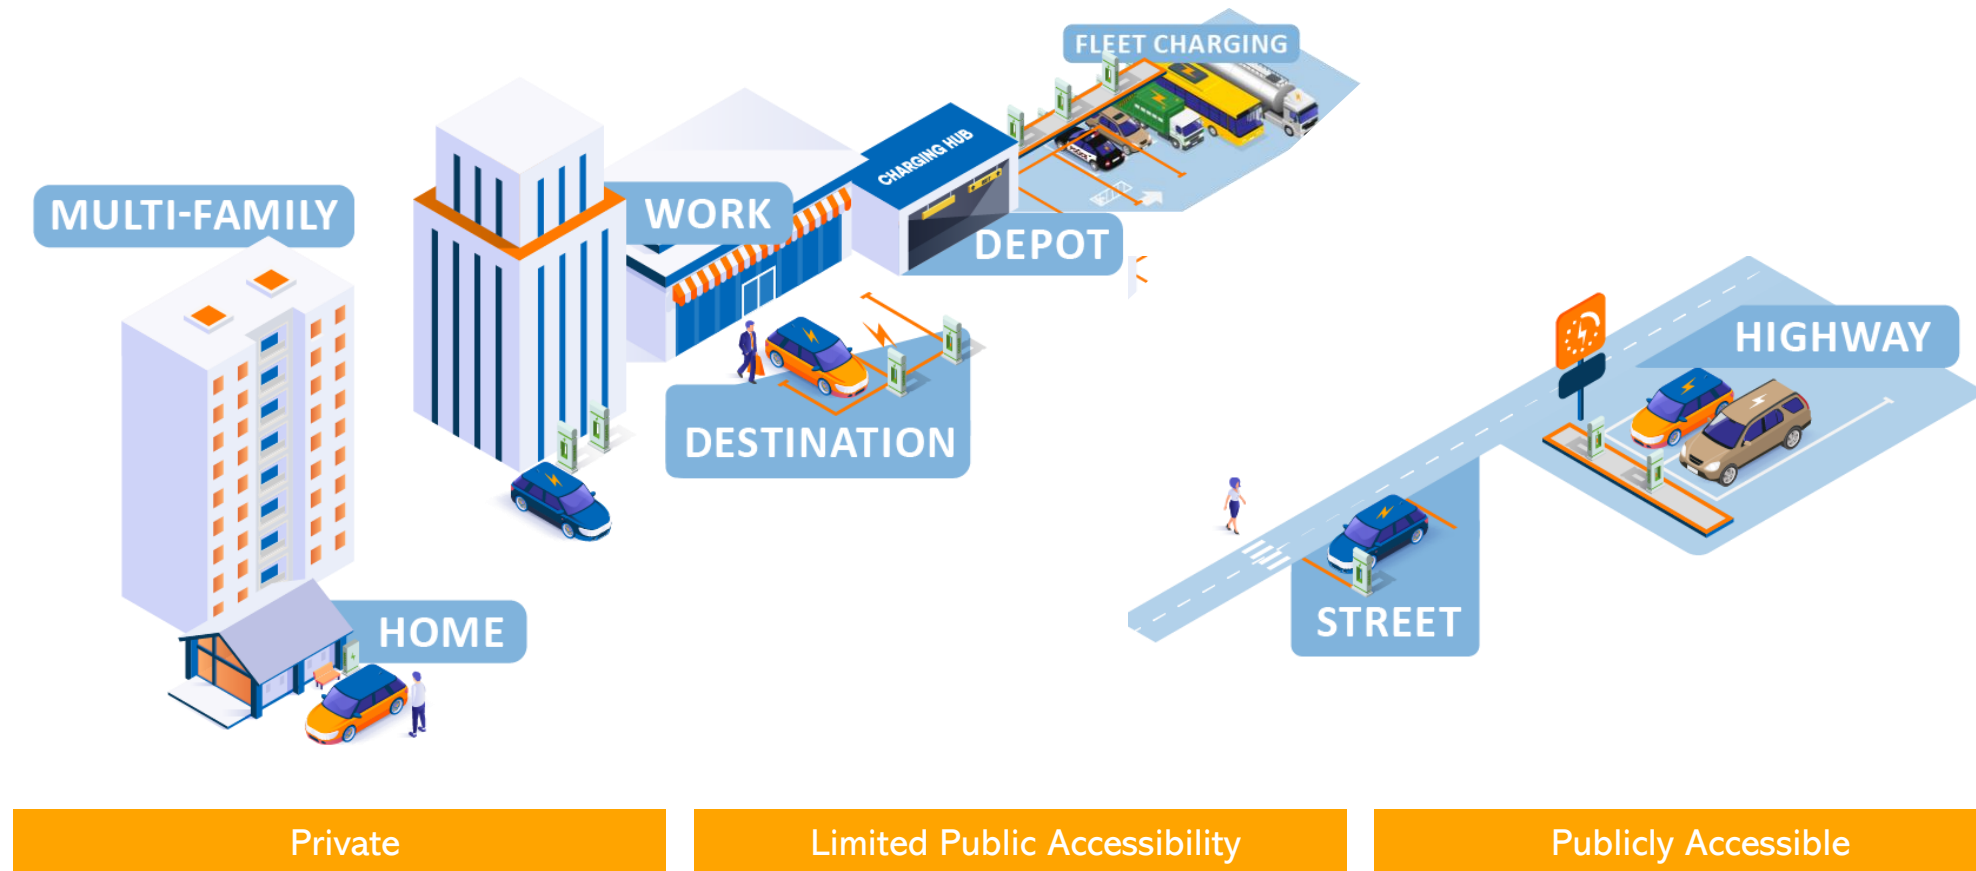 FLEET CHARGING
CHARGING HUB
MULTI-FAMILY
WORK
DEPOT
HIGHWAY
DESTINATION
STREET
HOME
Private
Limited Public Accessibility
Publicly Accessible